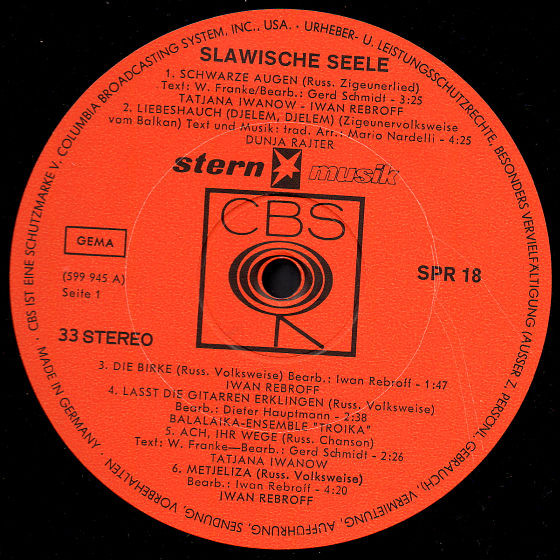 SLAWISCHE SEELE
1. SCHWARZE AUGEN (Russ. Zigeunerlied)
Text: W. Franke/Bearb.: Gerd Schmidt - 3:25
TATJANA IWANOW - IWAN REBROFF
2. LIEBESHAUCH (DJELEM, DJELEM) (Zigeunervolksweise
vom Balkan) Text und Musik: trad. Arr.: Mario Nardelli - 4:25
DUNJA RAJTER
stern musik
CBS
GEMA
(599 945 A)
Seite 1
SPR 18
33 STEREO
3. DIE BIRKE (Russ. Volksweise) Bearb.: Iwan Rebroff - 1:47
IWAN REBROFF
4. LASST DIE GITARREN ERKLINGEN (Russ. Volksweise)
Bearb.: Dieter Hauptmann - 2:38
BALALAIKA-ENSEMBLE "TROIKA"
5. ACH, IHR WEGE (Russ. Chanson)
Text: W. Franke—Bearb.: Gerd Schmidt - 2:26
TATJANA IWANOW
6. METJELIZA (Russ. Volksweise)
Bearb.: Iwan Rebroff - 4:20
IWAN REBROFF
· CBS IST EINE SCHUTZMARKE V. COLUMBIA BROADCASTING SYSTEM, INC., USA. · URHEBER- U. LEISTUNGSSCHUTZRECHTE, BESONDERS VERVIELFÄLTIGUNG (AUSSER Z. PERSÖNL. GEBRAUCH), VERMIETUNG, AUFFÜHRUNG, SENDUNG, VORBEHALTEN · MADE IN GERMANY